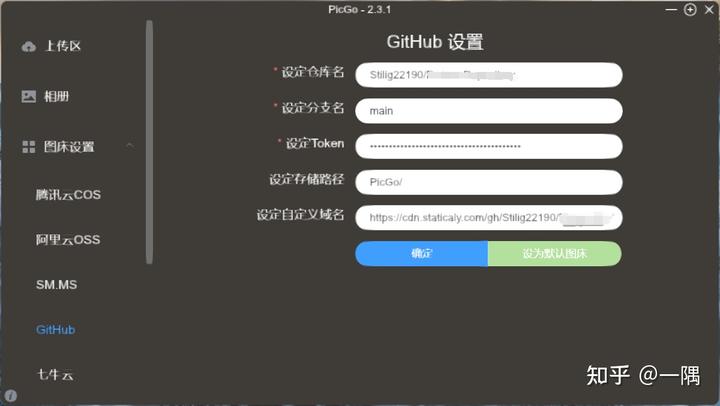 PicGo - 2.3.1
上传区
相册
图床设置
腾讯云COS
阿里云OSS
SM.MS
GitHub
七牛云
GitHub 设置
* 设定仓库名
Stilig22190/
* 设定分支名
main
* 设定Token
设定存储路径
PicGo/
设定自定义域名
https://cdn.staticaly.com/gh/Stilig22190/
确定
设为默认图床
知乎 @一隅